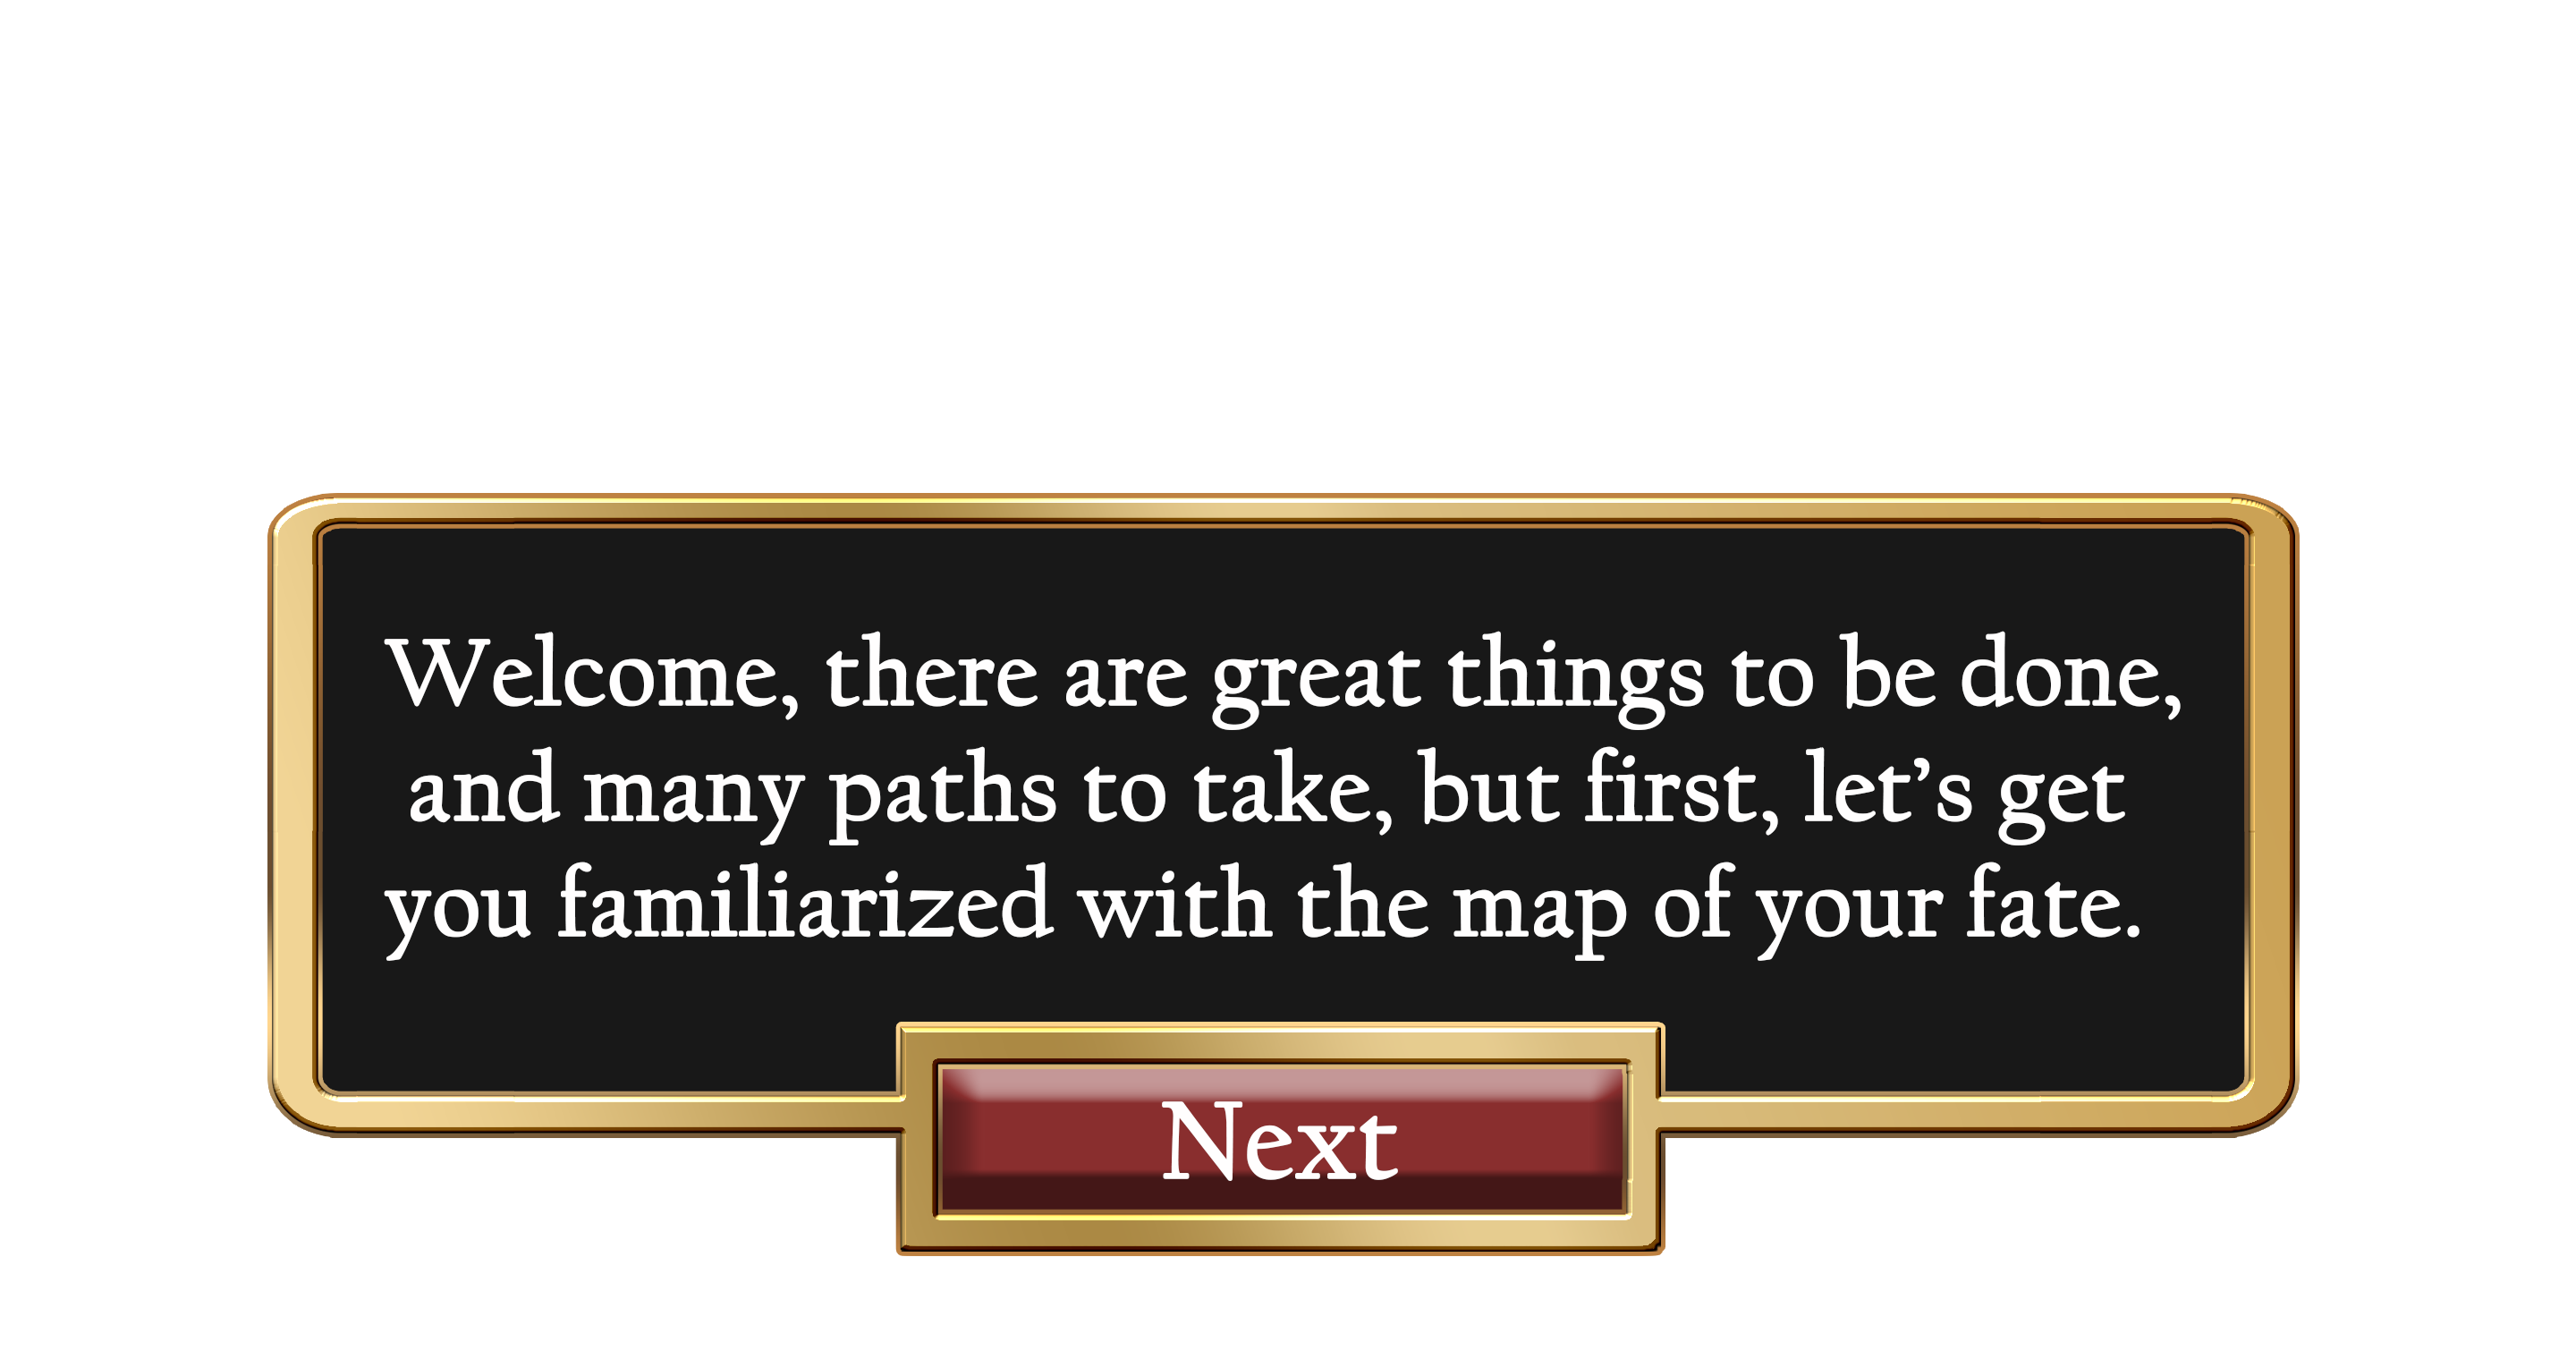 Welcome, there are great things to be done,
and many paths to take, but first, let’s get
you familiarized with the map of your fate.
Next